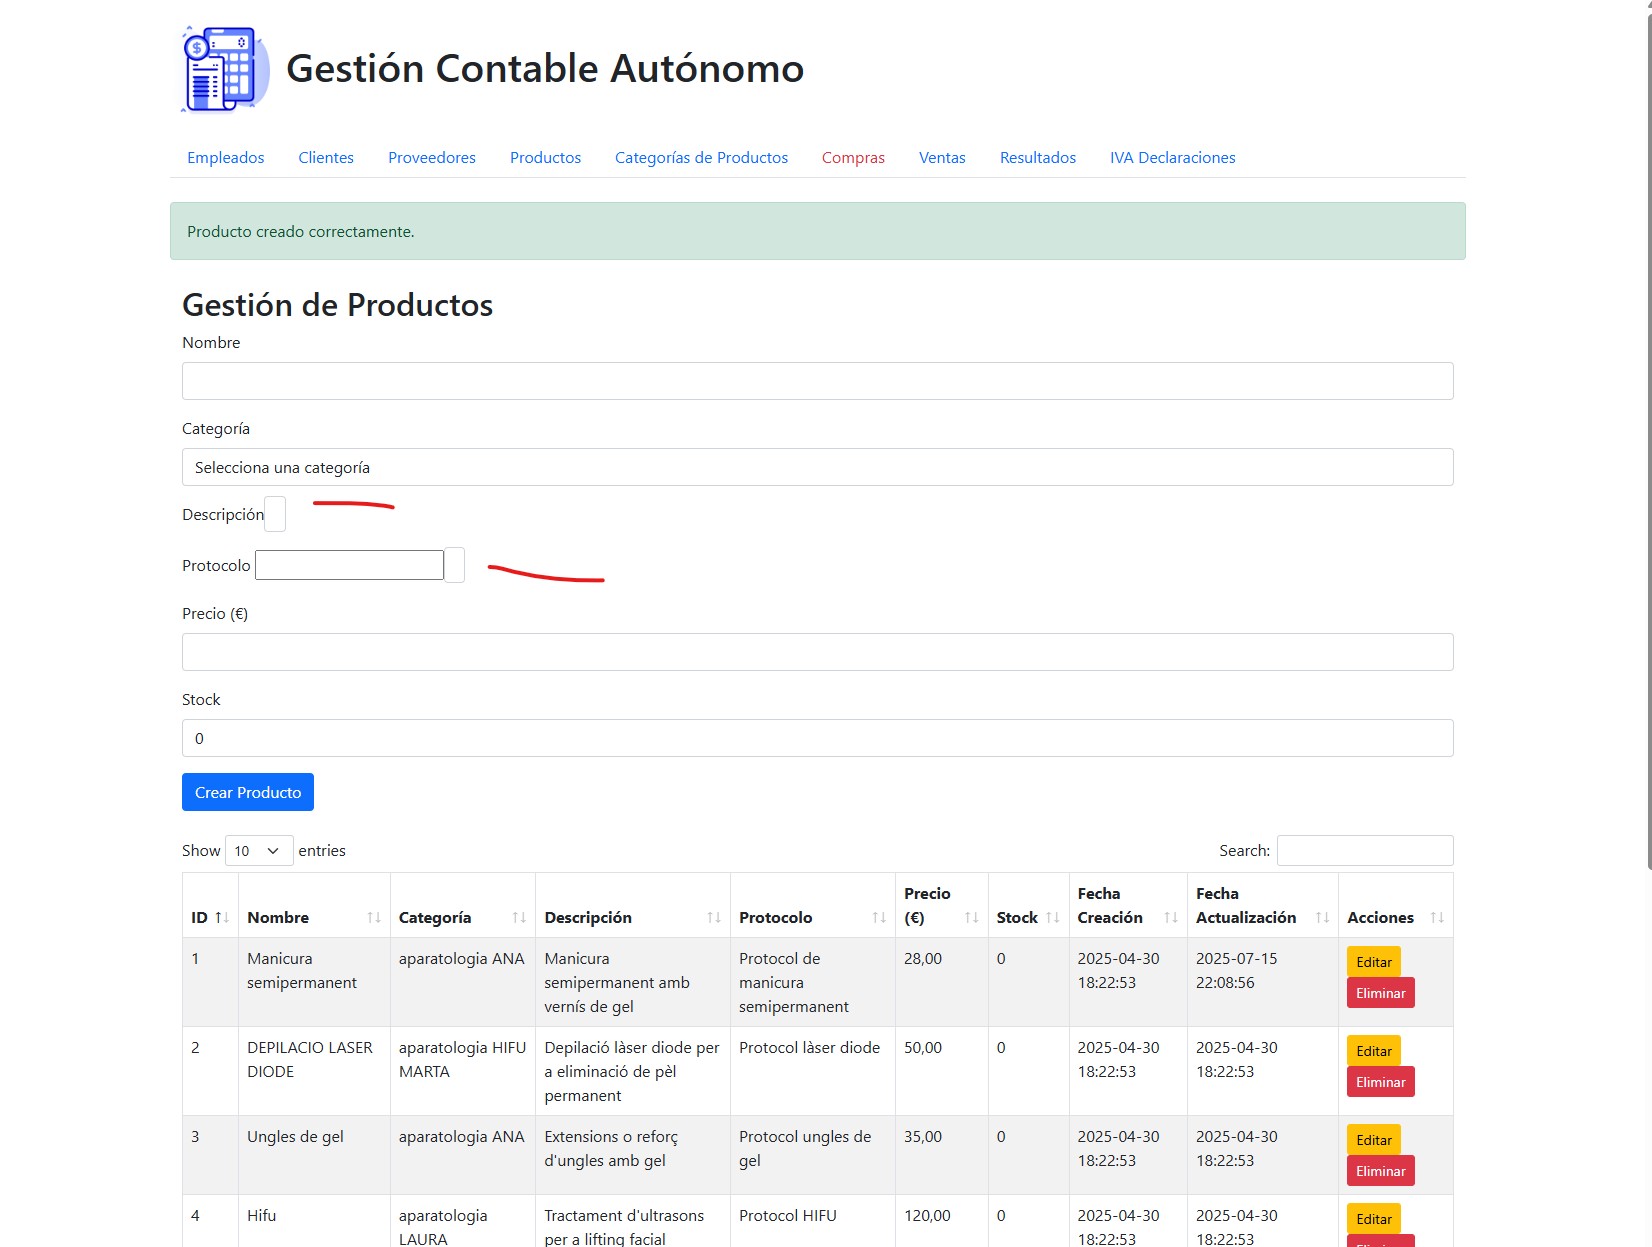 Gestión Contable Autónomo
Empleados Clientes Proveedores Productos Categorías de Productos Compras Ventas Resultados IVA Declaraciones
Producto creado correctamente.
Gestión de Productos
Nombre
Categoría
Selecciona una categoría
Descripción
Protocolo
Precio (€)
Stock
0
Crear Producto
Show 10 entries Search:
ID Nombre Categoría Descripción Protocolo Precio (€) Stock Fecha Creación Fecha Actualización Acciones
1 Manicura semipermanent aparatologia ANA Manicura semipermanent amb vernís de gel Protocol de manicura semipermanent 28,00 0 2025-04-30 18:22:53 2025-07-15 22:08:56 Editar Eliminar
2 DEPILACIO LASER DIODE aparatologia HIFU MARTA Depilació làser diode per a eliminació de pèl permanent Protocol làser diode 50,00 0 2025-04-30 18:22:53 2025-04-30 18:22:53 Editar Eliminar
3 Ungles de gel aparatologia ANA Extensions o reforç d'ungles amb gel Protocol ungles de gel 35,00 0 2025-04-30 18:22:53 2025-04-30 18:22:53 Editar Eliminar
4 Hifu aparatologia LAURA Tractament d'ultrasons per a lifting facial Protocol HIFU 120,00 0 2025-04-30 18:22:53 2025-04-30 18:22:53 Editar